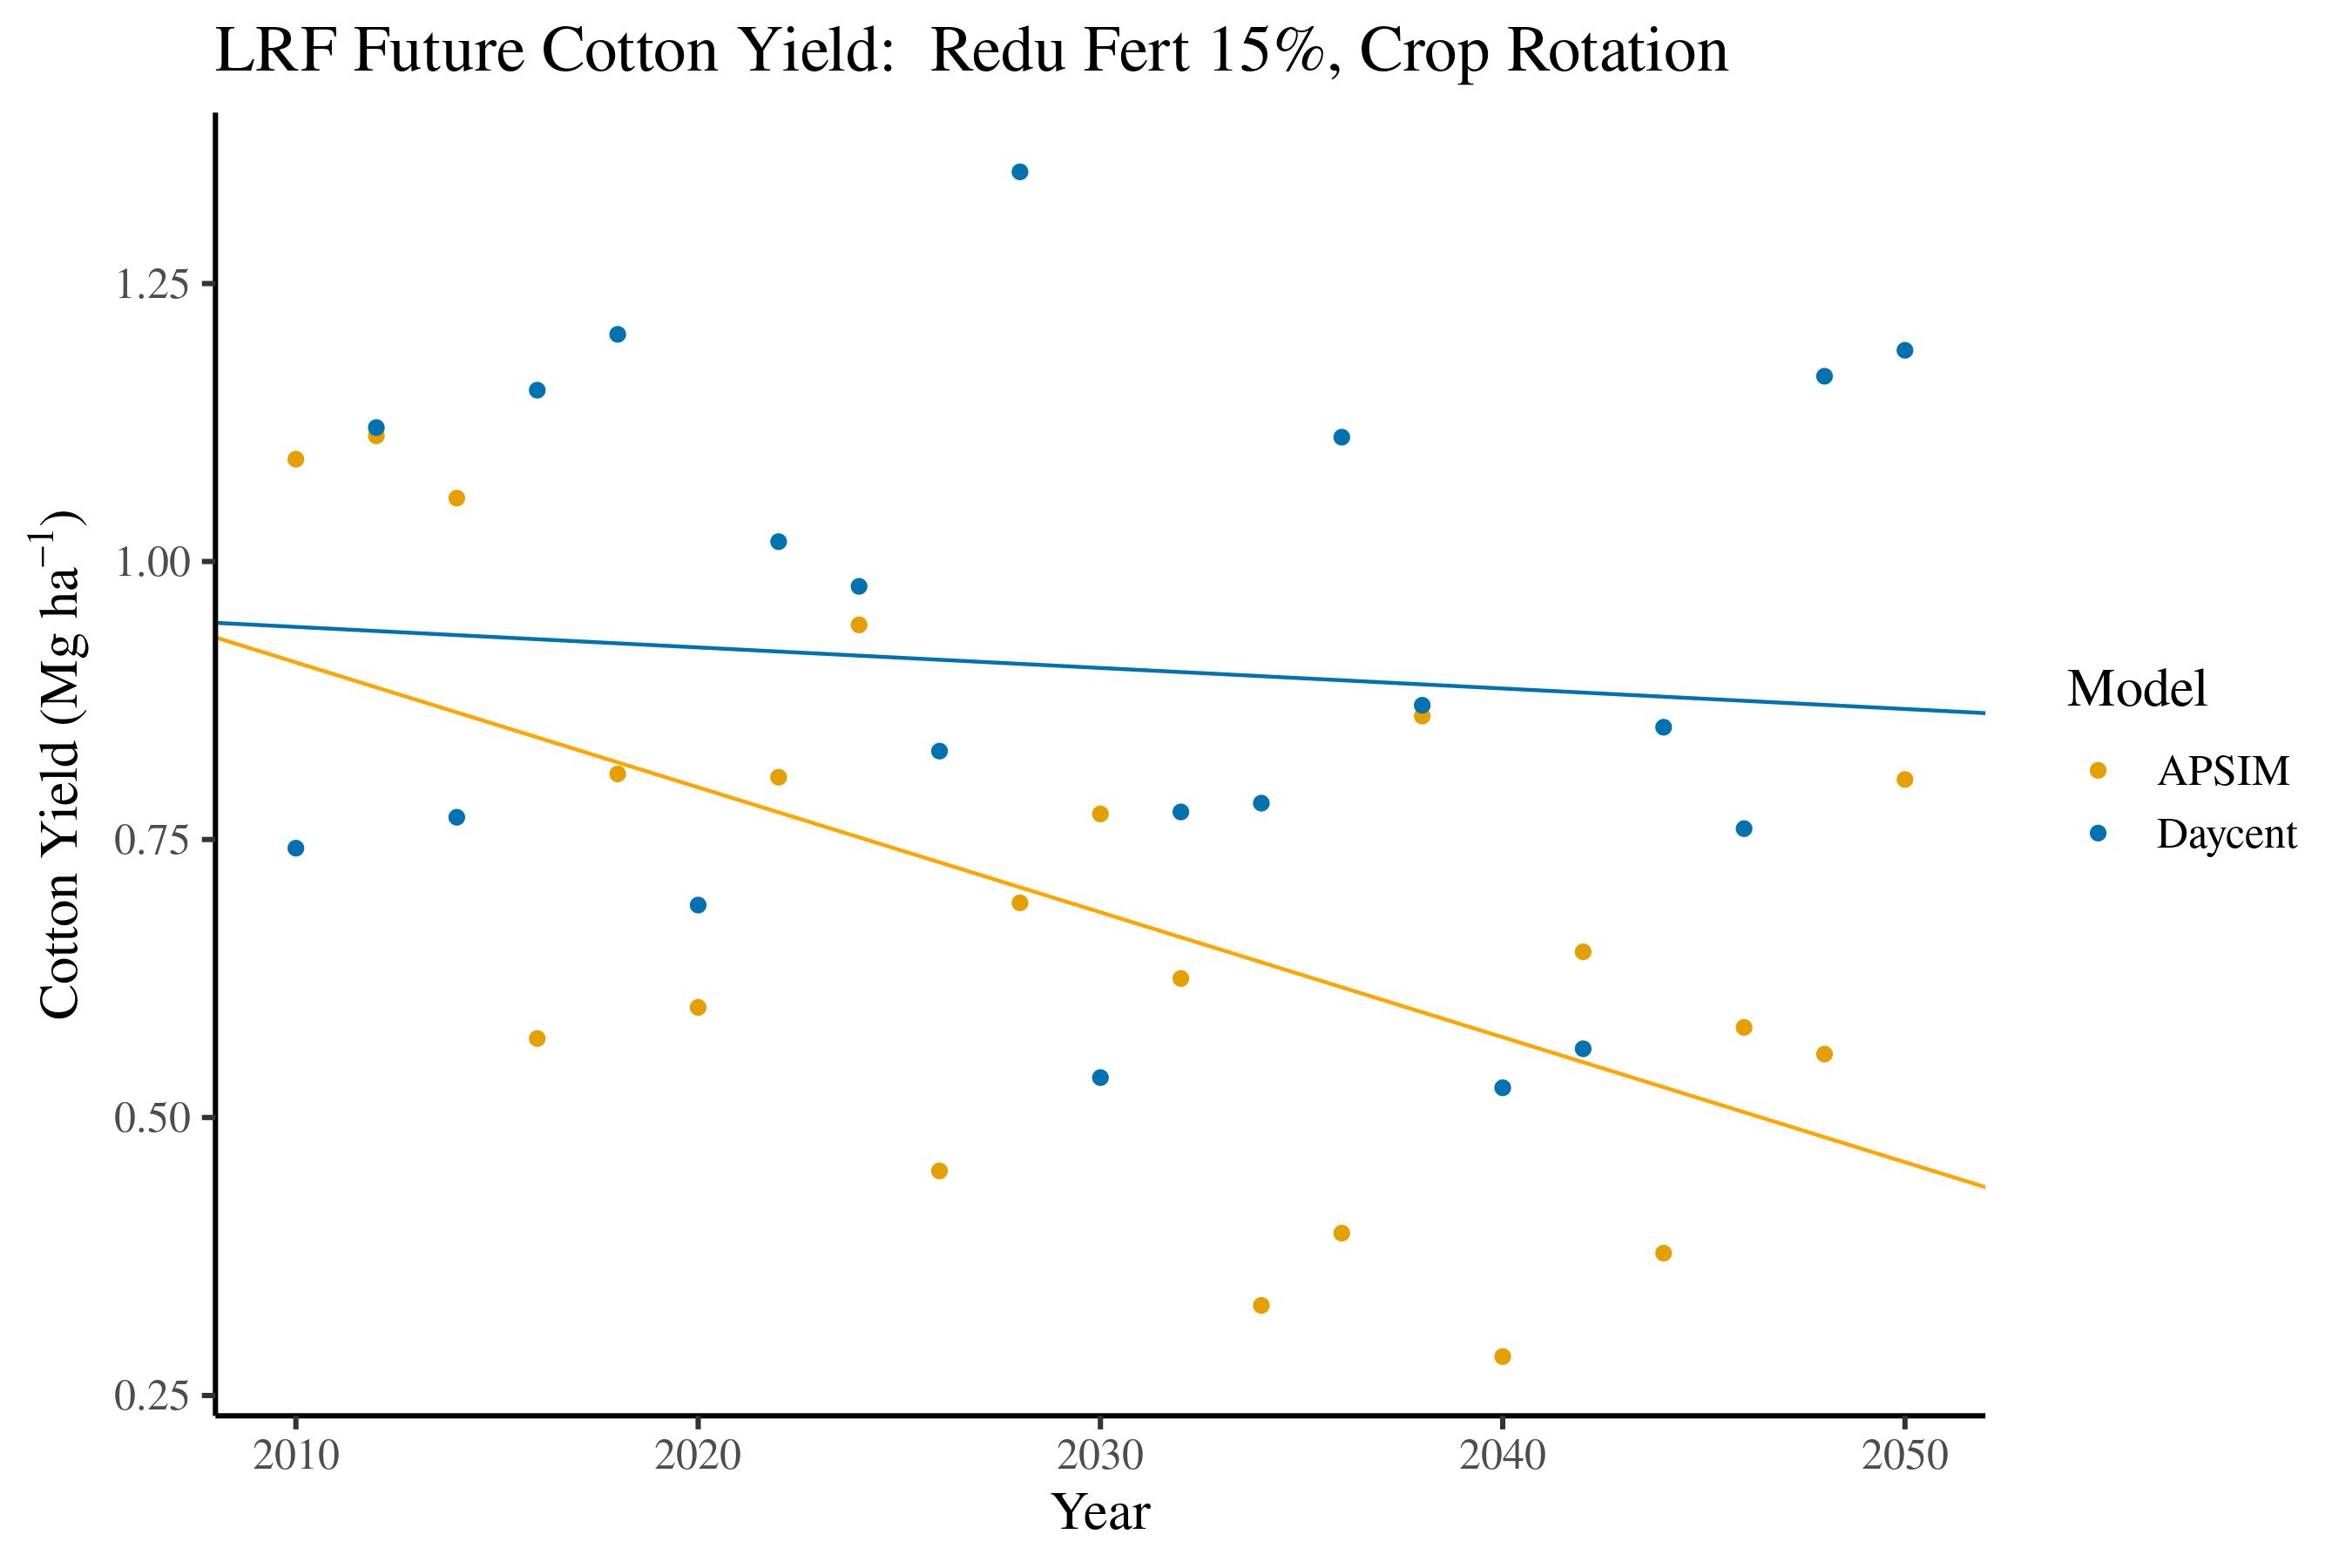 LRF Future Cotton Yield:  Redu Fert 15%, Crop Rotation
Cotton Yield (Mg ha⁻¹)
1.25
1.00
0.75
0.50
0.25
2010 2020 2030 2040 2050
Year
Model
APSIM
Daycent